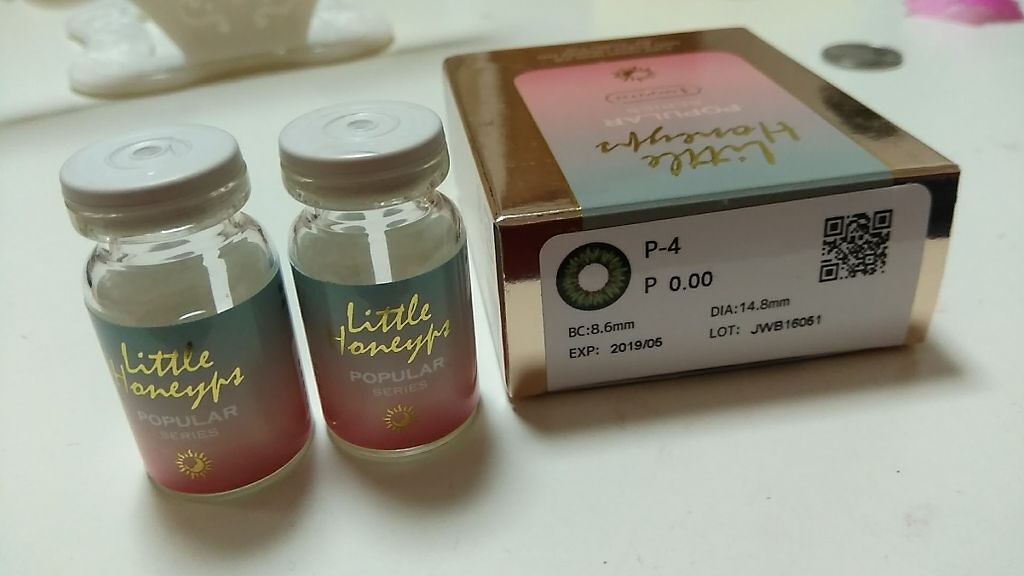 Little
Honeyps
POPULAR
SERIES
Little
Honeyps
POPULAR
SERIES
POPULAR
Little
Honeyps
P-4
P 0.00
BC:8.6mm
DIA:14.8mm
EXP: 2019/05
LOT: JWB16051